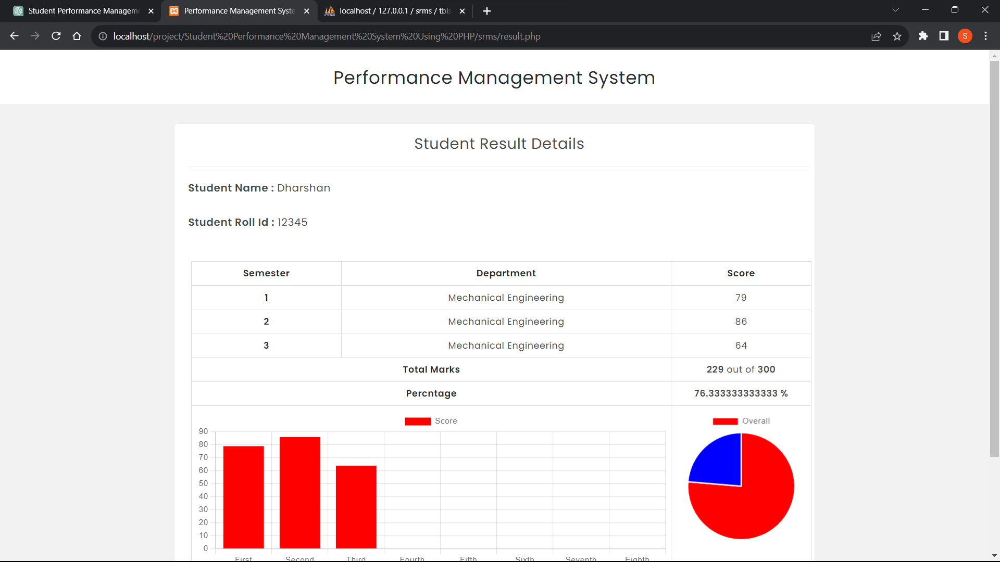 Student Performance Manageme
Performance Management Syste
localhost / 127.0.0.1 / srms / tbls
localhost/project/Student%20Performance%20Management%20System%20Using%20PHP/srms/result.php
S
Performance Management System
Student Result Details
Student Name : Dharshan
Student Roll Id : 12345
Semester Department Score
1 Mechanical Engineering 79
2 Mechanical Engineering 86
3 Mechanical Engineering 64
Total Marks 229 out of 300
Percntage 76.333333333333 %
Score
Overall
90
80
70
60
50
40
30
20
10
0
First Second Third Fourth Fifth Sixth Seventh Eighth